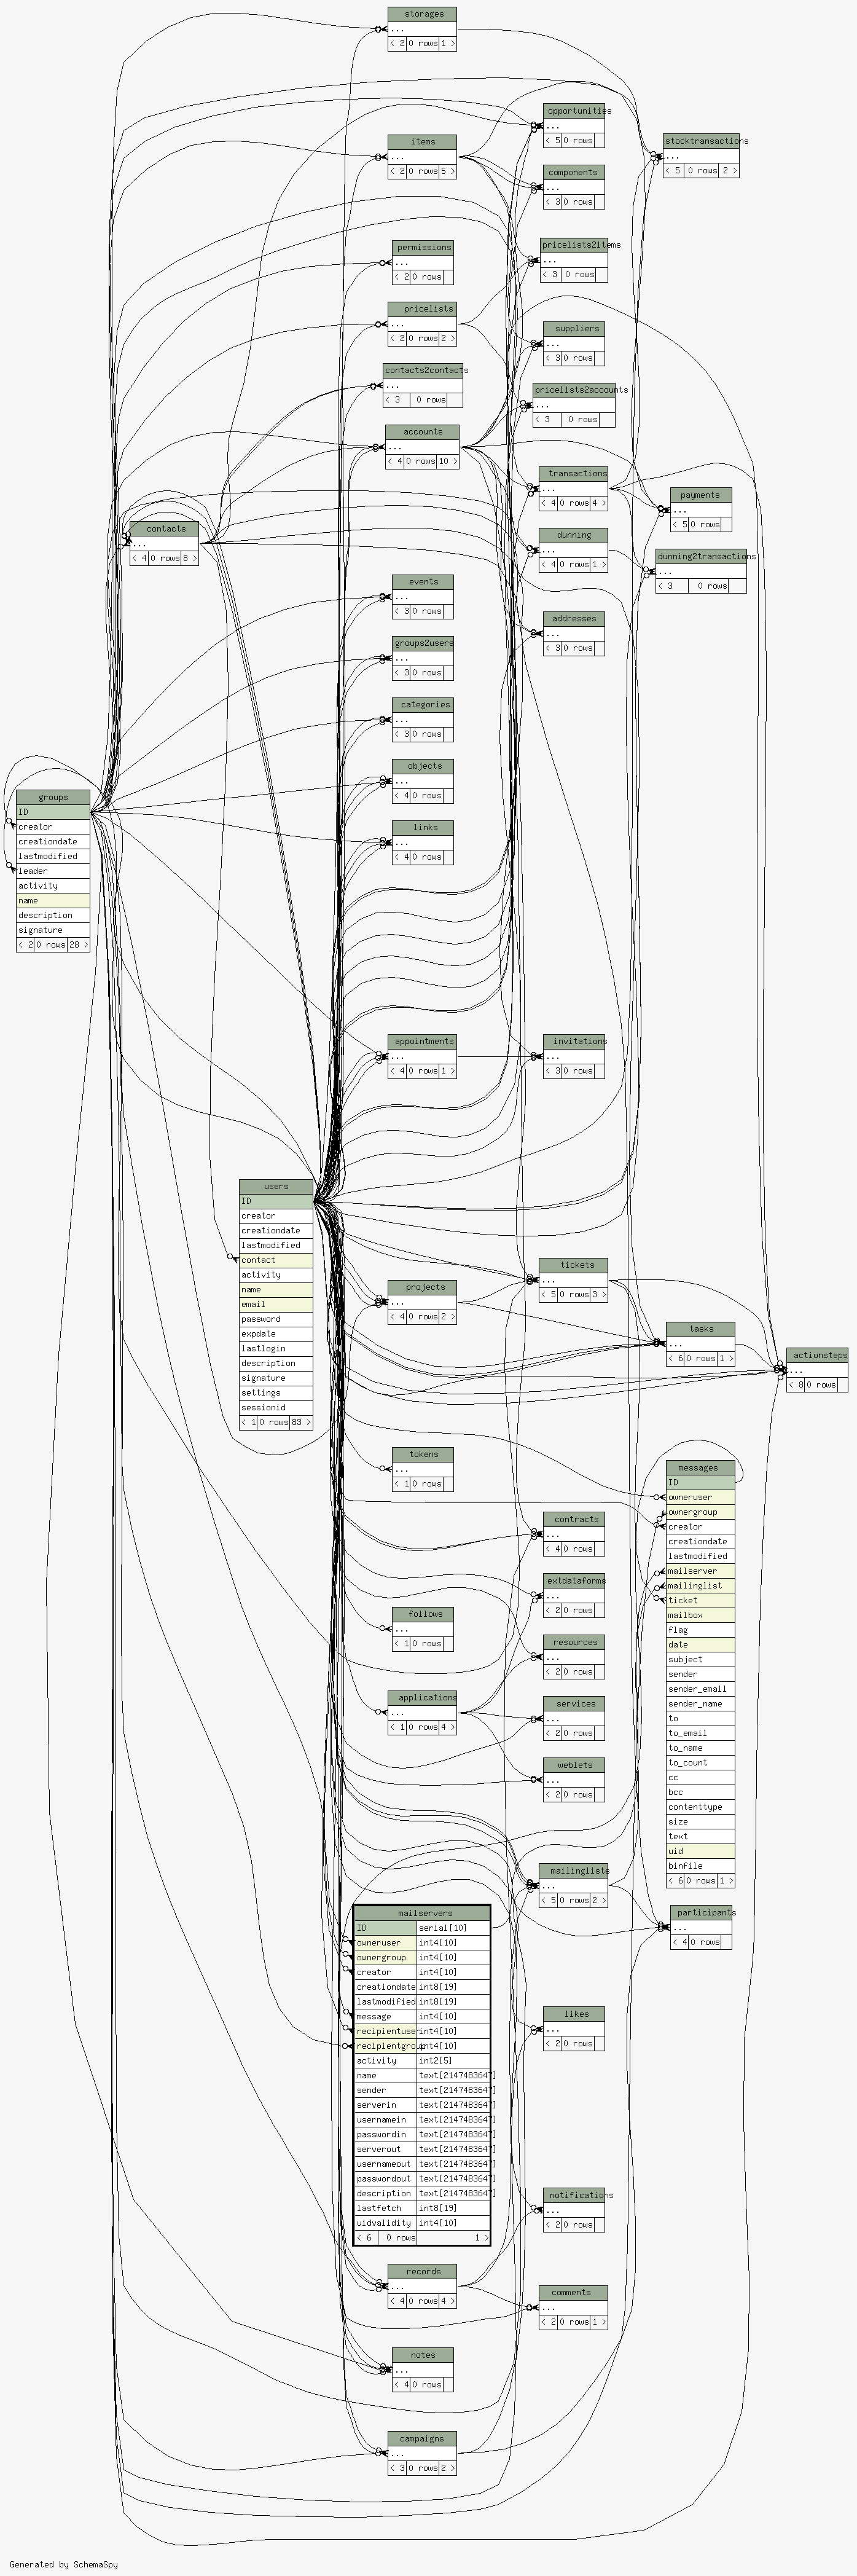 storages
...
< 2 0 rows 1 >
opportunities
...
< 5 0 rows
stocktransactions
...
< 5 0 rows 2 >
items
...
< 2 0 rows 5 >
components
...
< 3 0 rows
permissions
...
< 2 0 rows
pricelists2items
...
< 3 0 rows
pricelists
...
< 2 0 rows 2 >
suppliers
...
< 3 0 rows
contacts2contacts
...
< 3 0 rows
pricelists2accounts
...
< 3 0 rows
accounts
...
< 4 0 rows 10 >
transactions
...
< 4 0 rows 4 >
payments
...
< 5 0 rows
contacts
...
< 4 0 rows 8 >
dunning
...
< 4 0 rows 1 >
dunning2transactions
...
< 3 0 rows
events
...
< 3 0 rows
addresses
...
< 3 0 rows
groups2users
...
< 3 0 rows
categories
...
< 3 0 rows
objects
...
< 4 0 rows
links
...
< 4 0 rows
groups
ID
creator
creationdate
lastmodified
leader
activity
name
description
signature
< 2 0 rows 28 >
appointments
...
< 4 0 rows 1 >
invitations
...
< 3 0 rows
users
ID
creator
creationdate
lastmodified
contact
activity
name
email
password
expdate
lastlogin
description
signature
settings
sessionid
< 1 0 rows 83 >
projects
...
< 4 0 rows 2 >
tickets
...
< 5 0 rows 3 >
tasks
...
< 6 0 rows 1 >
actionsteps
...
< 8 0 rows
tokens
...
< 1 0 rows
messages
ID
owneruser
ownergroup
creator
creationdate
lastmodified
mailserver
mailinglist
ticket
mailbox
flag
date
subject
sender
sender_email
sender_name
to
to_email
to_name
to_count
cc
bcc
contenttype
size
text
uid
binfile
< 6 0 rows 1 >
contracts
...
< 4 0 rows
extdataforms
...
< 2 0 rows
follows
...
< 1 0 rows
resources
...
< 2 0 rows
applications
...
< 1 0 rows 4 >
services
...
< 2 0 rows
weblets
...
< 2 0 rows
mailinglists
...
< 5 0 rows 2 >
participants
...
< 4 0 rows
mailservers
ID serial[10]
owneruser int4[10]
ownergroup int4[10]
creator int4[10]
creationdate int8[19]
lastmodified int8[19]
message int4[10]
recipientuser int4[10]
recipientgroup int4[10]
activity int2[5]
name text[2147483647]
sender text[2147483647]
serverin text[2147483647]
usernamein text[2147483647]
passwordin text[2147483647]
serverout text[2147483647]
usernameout text[2147483647]
passwordout text[2147483647]
description text[2147483647]
lastfetch int8[19]
uidvalidity int4[10]
< 6 0 rows 1 >
likes
...
< 2 0 rows
notifications
...
< 2 0 rows
records
...
< 4 0 rows 4 >
comments
...
< 2 0 rows 1 >
notes
...
< 4 0 rows
campaigns
...
< 3 0 rows 2 >
Generated by SchemaSpy